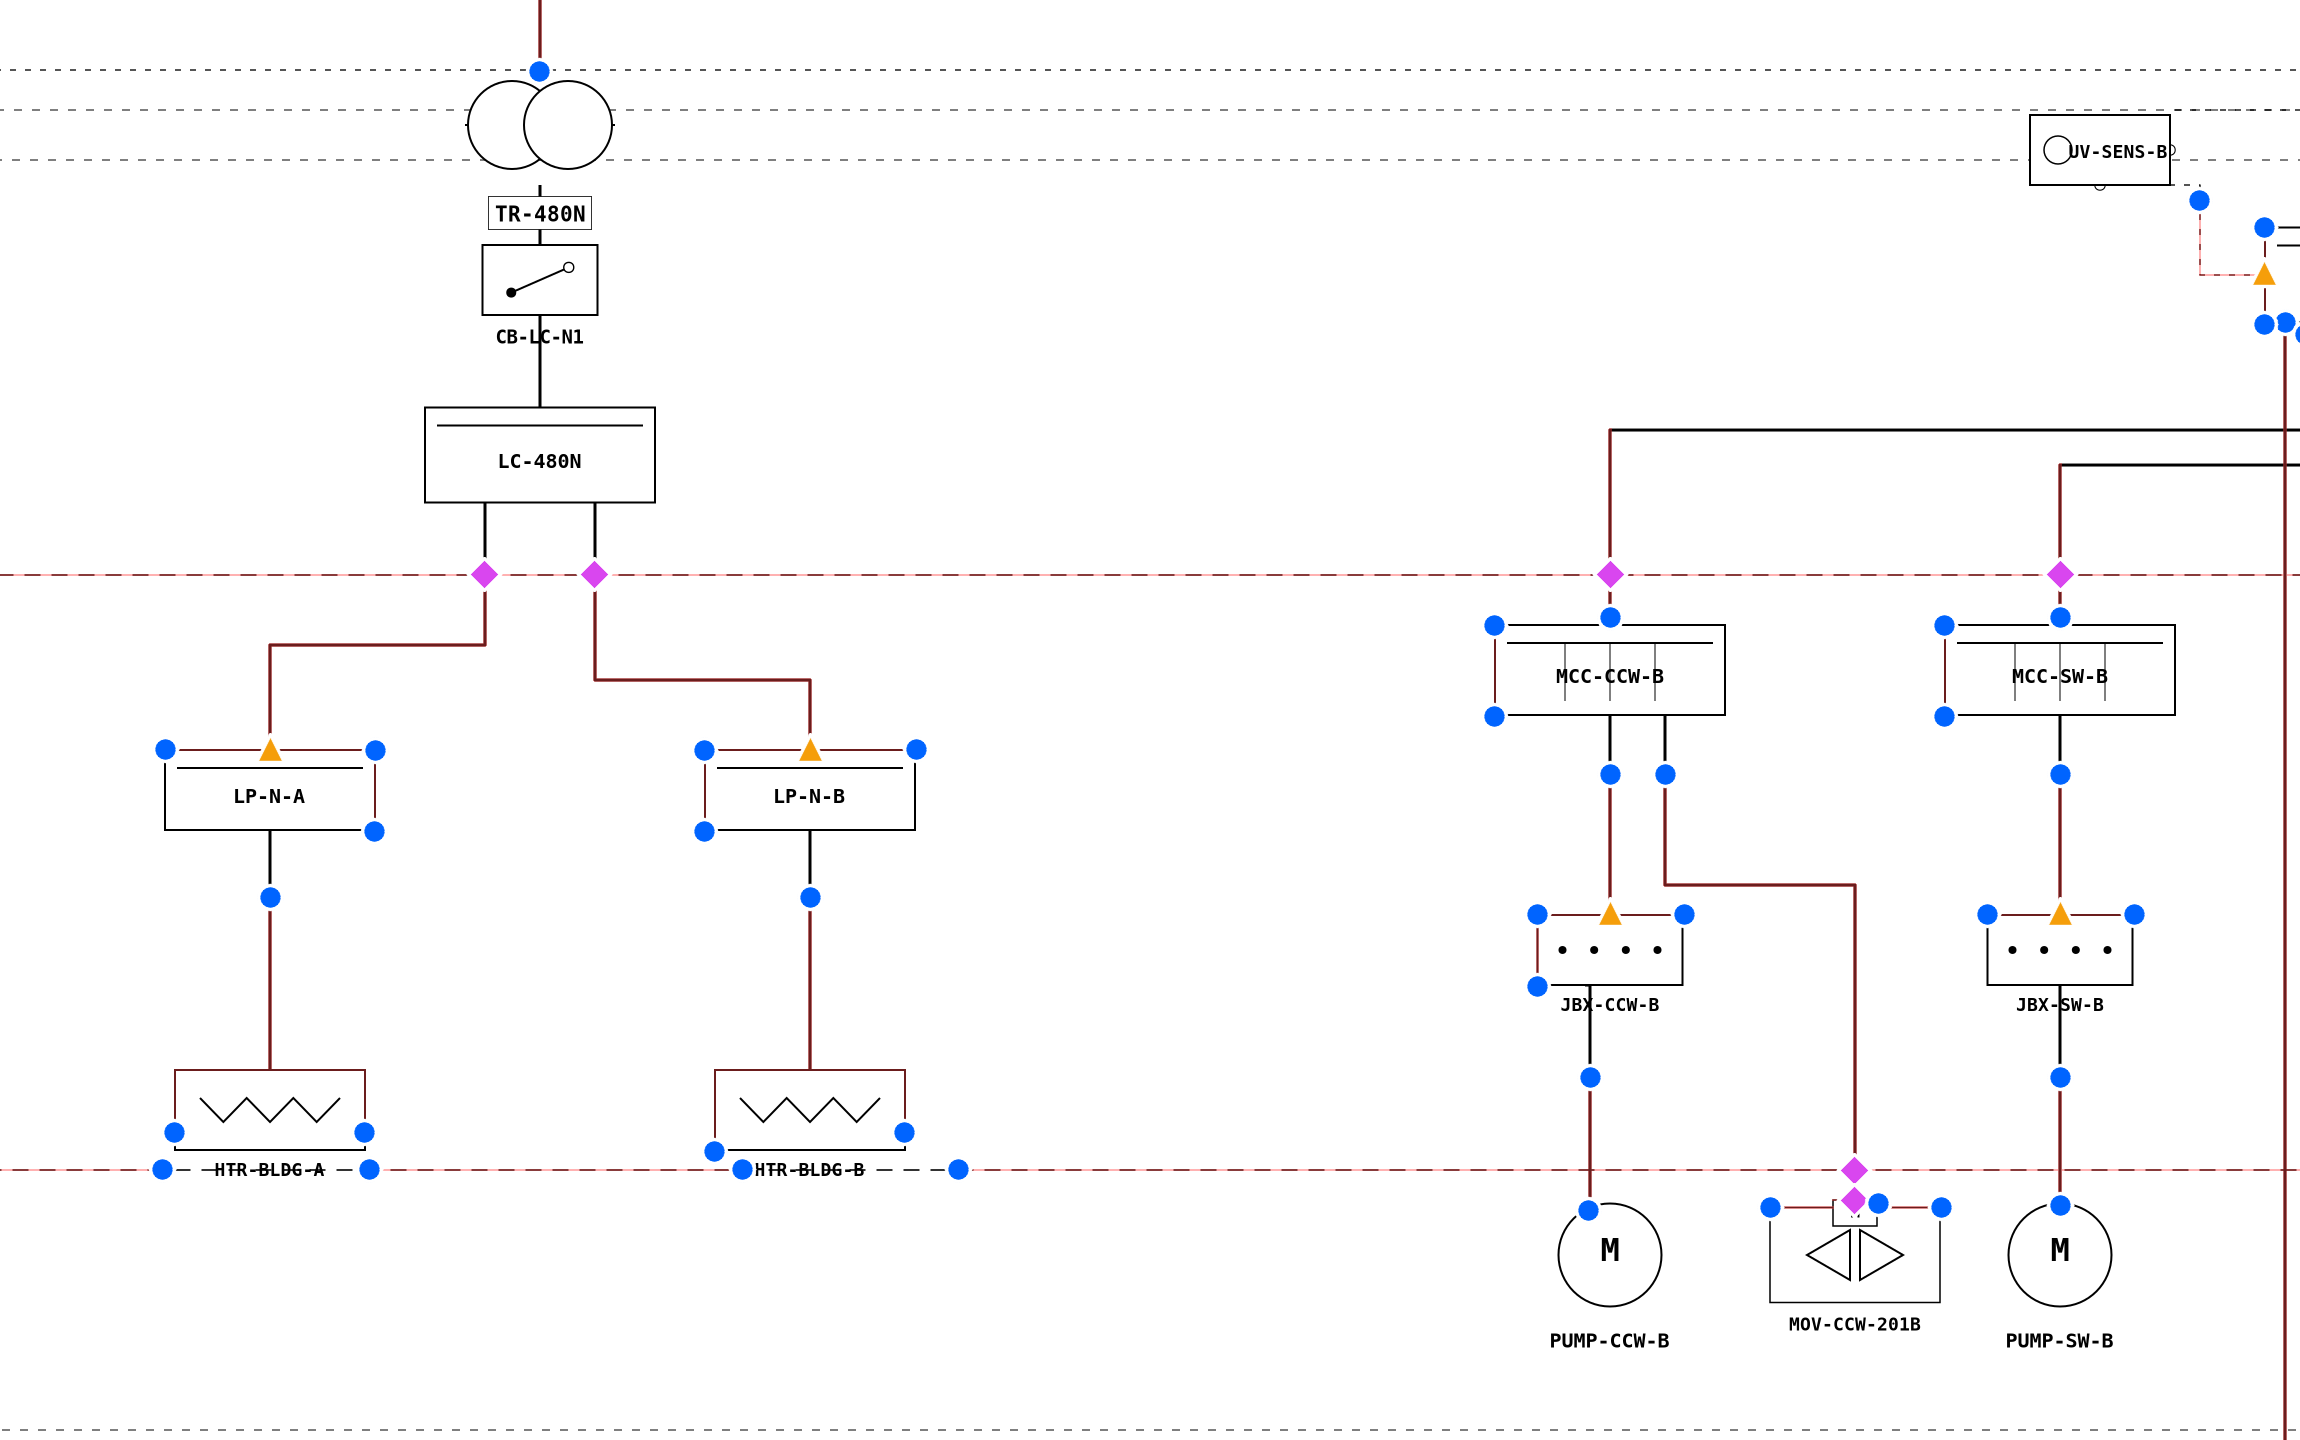 UV-SENS-B
TR-480N
CB-LC-N1
LC-480N
MCC-CCW-B
MCC-SW-B
LP-N-A
LP-N-B
JBX-CCW-B
JBX-SW-B
HTR-BLDG-A
HTR-BLDG-B
M
M
MOV-CCW-201B
PUMP-CCW-B
PUMP-SW-B